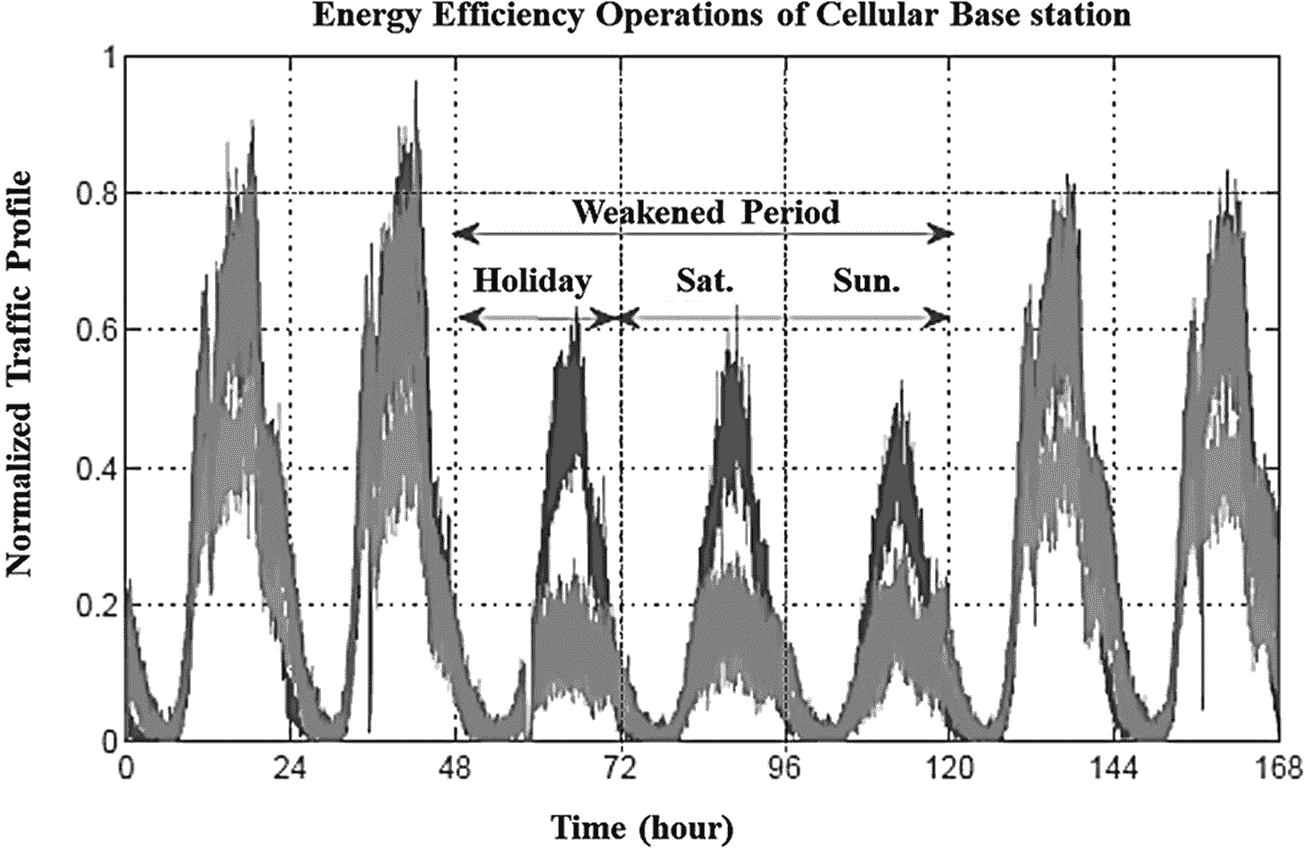 Energy Efficiency Operations of Cellular Base station
1
0.8
0.6
0.4
0.2
0
Normalized Traffic Profile
Weakened Period
Holiday Sat. Sun.
0 24 48 72 96 120 144 168
Time (hour)